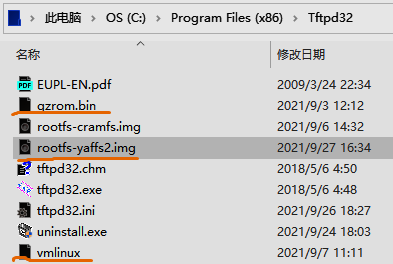 此电脑 > OS (C:) > Program Files (x86) > Tftpd32
名称 修改日期
EUPL-EN.pdf 2009/3/24 22:34
gzrom.bin 2021/9/3 12:12
rootfs-cramfs.img 2021/9/6 14:32
rootfs-yaffs2.img 2021/9/27 16:34
tftpd32.chm 2018/5/6 4:50
tftpd32.exe 2018/5/6 4:48
tftpd32.ini 2021/9/26 18:27
uninstall.exe 2021/9/24 18:03
vmlinux 2021/9/7 11:11